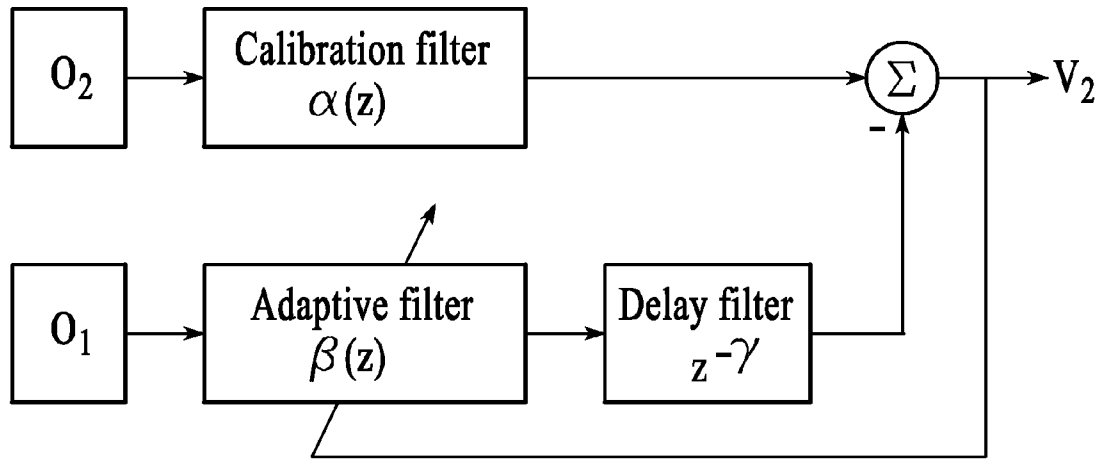 O₂
Calibration filter
α(z)
Σ
V₂
-
O₁
Adaptive filter
β(z)
Delay filter
z⁻ᵞ